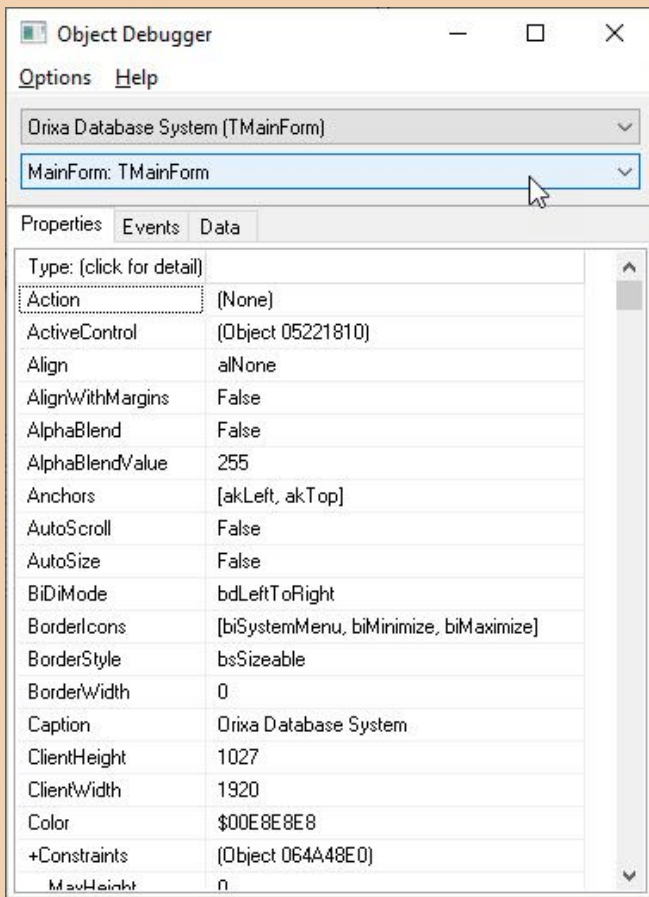 Object Debugger
Options Help
Orixa Database System (TMainForm)
MainForm: TMainForm
Properties Events Data
Type: (click for detail)
Action (None)
ActiveControl (Object 05221810)
Align alNone
AlignWithMargins False
AlphaBlend False
AlphaBlendValue 255
Anchors [akLeft, akTop]
AutoScroll False
AutoSize False
BiDiMode bdLeftToRight
BorderIcons [biSystemMenu, biMinimize, biMaximize]
BorderStyle bsSizeable
BorderWidth 0
Caption Orixa Database System
ClientHeight 1027
ClientWidth 1920
Color $00E8E8E8
+Constraints (Object 064A48E0)
MaxHeight 0